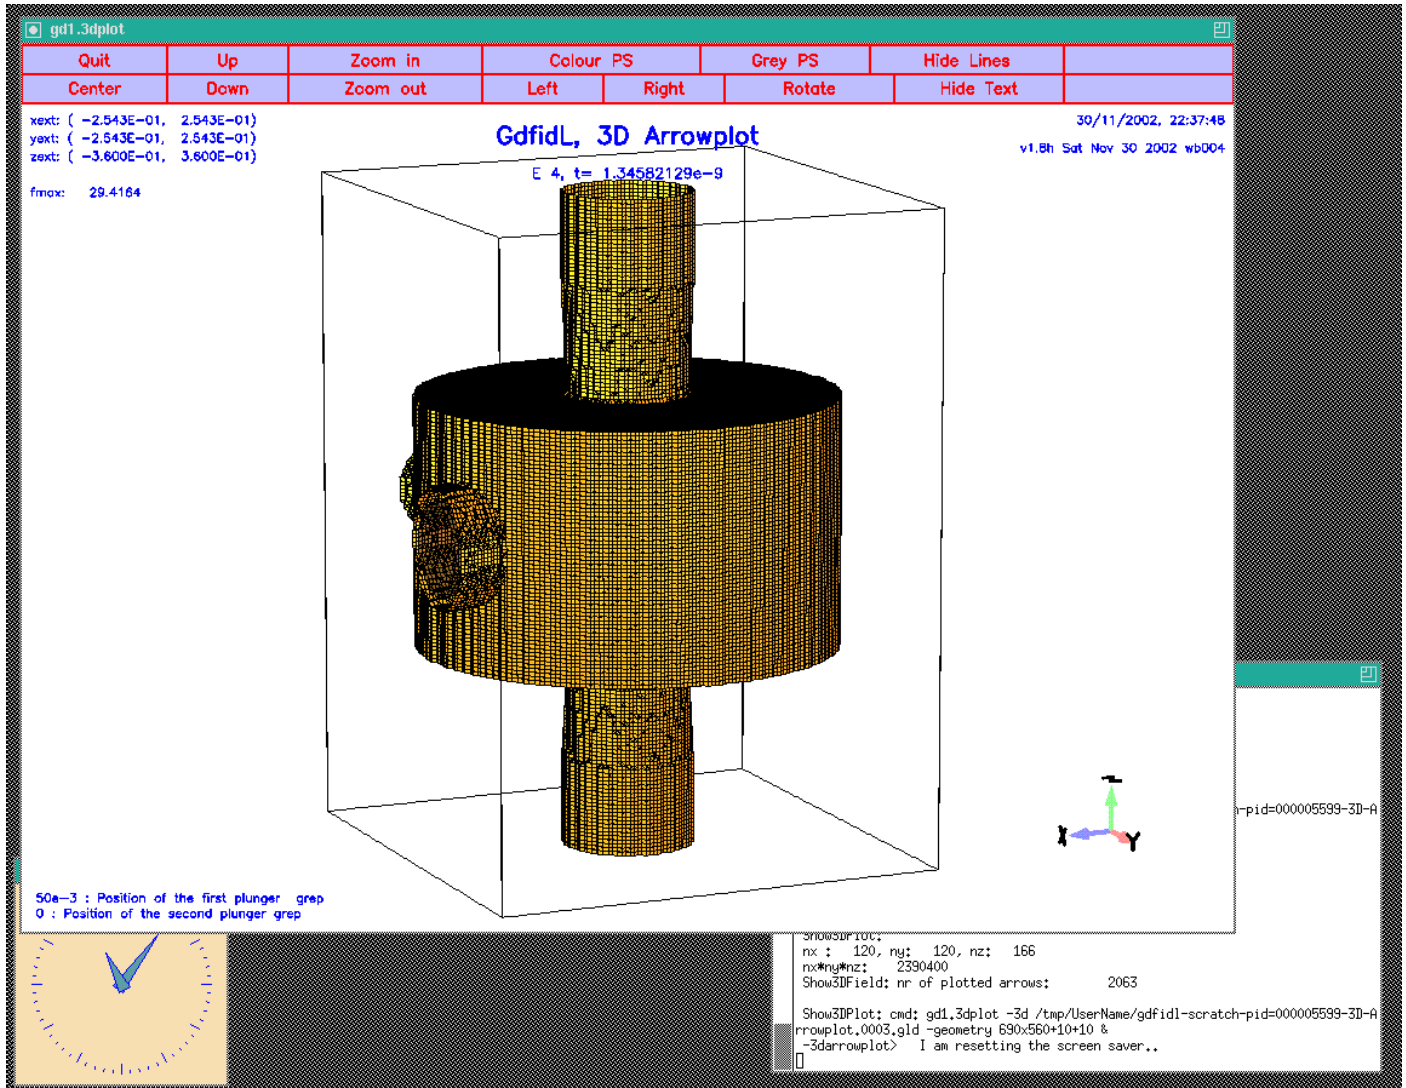 gd1.3dplot
Quit Up Zoom in Colour PS Grey PS Hide Lines
Center Down Zoom out Left Right Rotate Hide Text
xext: ( -2.543E-01, 2.543E-01)
yext: ( -2.543E-01, 2.543E-01)
zext: ( -3.600E-01, 3.600E-01)
fmax: 29.4164
GdfidL, 3D Arrowplot
E 4, t= 1.34582129e-9
30/11/2002, 22:37:48
v1.8h Sat Nov 30 2002 wb004
Z
X
Y
50e-3 : Position of the first plunger grep
0 : Position of the second plunger grep
h-pid=000005599-3D-A
Show3DPlot:
nx : 120, ny: 120, nz: 166
nx*ny*nz: 2390400
Show3DField: nr of plotted arrows: 2063
Show3DPlot: cmd: gd1.3dplot -3d /tmp/UserName/gdfidl-scratch-pid=000005599-3D-A
rrowplot.0003.gld -geometry 690x560+10+10 &
-3darrowplot> I am resetting the screen saver..